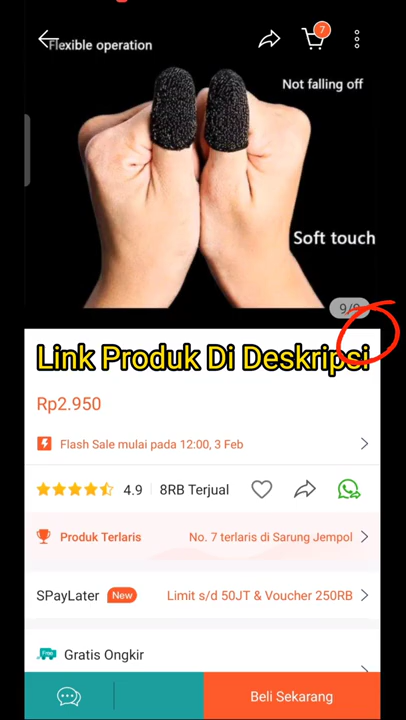 Flexible operation
7
Not falling off
Soft touch
9/9
Link Produk Di Deskripsi
Rp2.950
Flash Sale mulai pada 12:00, 3 Feb
4.9
8RB Terjual
Produk Terlaris
No. 7 terlaris di Sarung Jempol
SPayLater
New
Limit s/d 50JT & Voucher 250RB
Free
Gratis Ongkir
Beli Sekarang